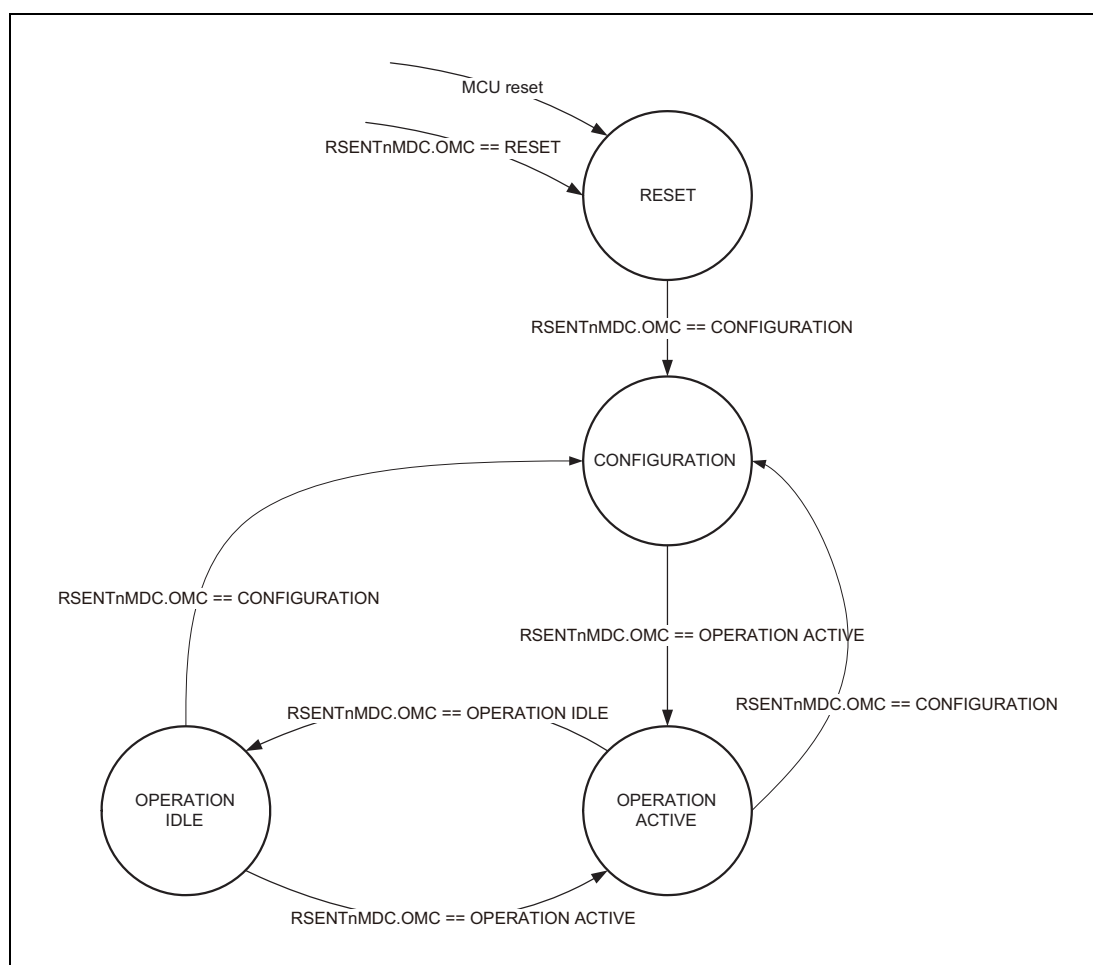 MCU reset
RSENTnMDC.OMC == RESET
RESET
RSENTnMDC.OMC == CONFIGURATION
CONFIGURATION
RSENTnMDC.OMC == CONFIGURATION
RSENTnMDC.OMC == OPERATION ACTIVE
RSENTnMDC.OMC == CONFIGURATION
RSENTnMDC.OMC == OPERATION IDLE
OPERATION
IDLE
OPERATION
ACTIVE
RSENTnMDC.OMC == OPERATION ACTIVE